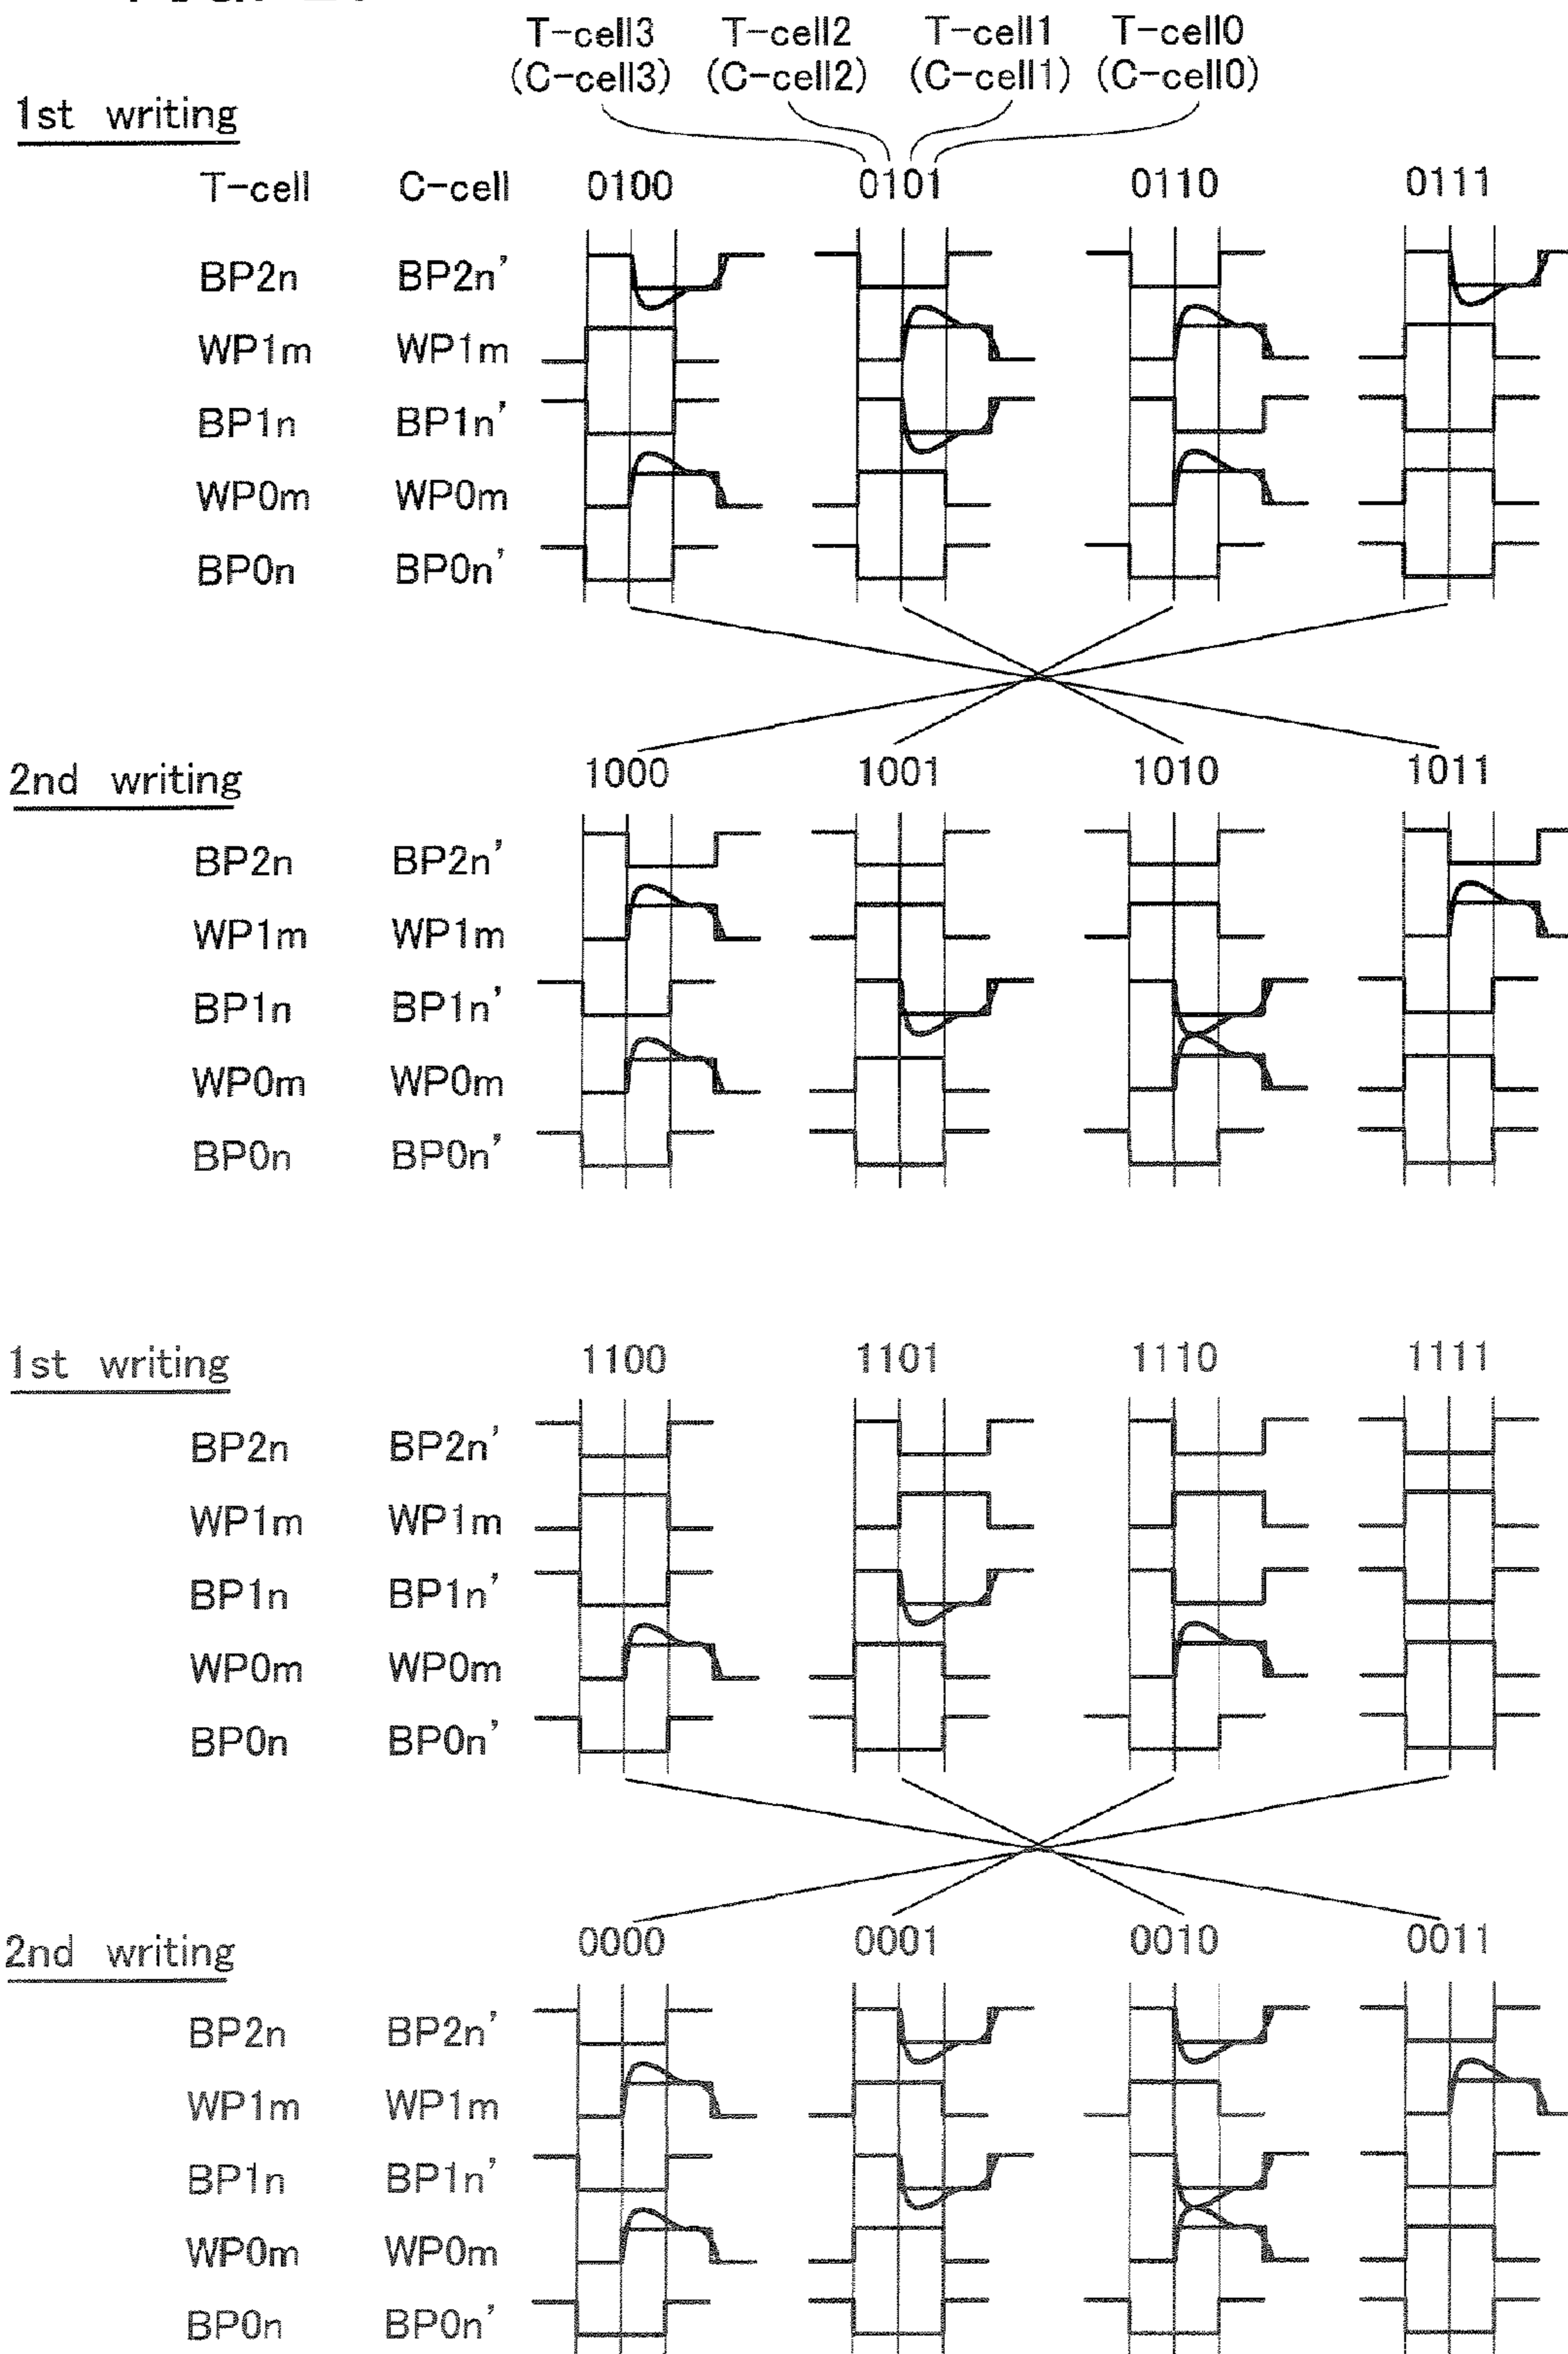 T-cell3 T-cell2 T-cell1 T-cell0
(C-cell3) (C-cell2) (C-cell1) (C-cell0)
1st writing
T-cell C-cell 0100 0101 0110 0111
BP2n BP2n'
WP1m WP1m
BP1n BP1n'
WP0m WP0m
BP0n BP0n'
2nd writing 1000 1001 1010 1011
BP2n BP2n'
WP1m WP1m
BP1n BP1n'
WP0m WP0m
BP0n BP0n'
1st writing 1100 1101 1110 1111
BP2n BP2n'
WP1m WP1m
BP1n BP1n'
WP0m WP0m
BP0n BP0n'
2nd writing 0000 0001 0010 0011
BP2n BP2n'
WP1m WP1m
BP1n BP1n'
WP0m WP0m
BP0n BP0n'